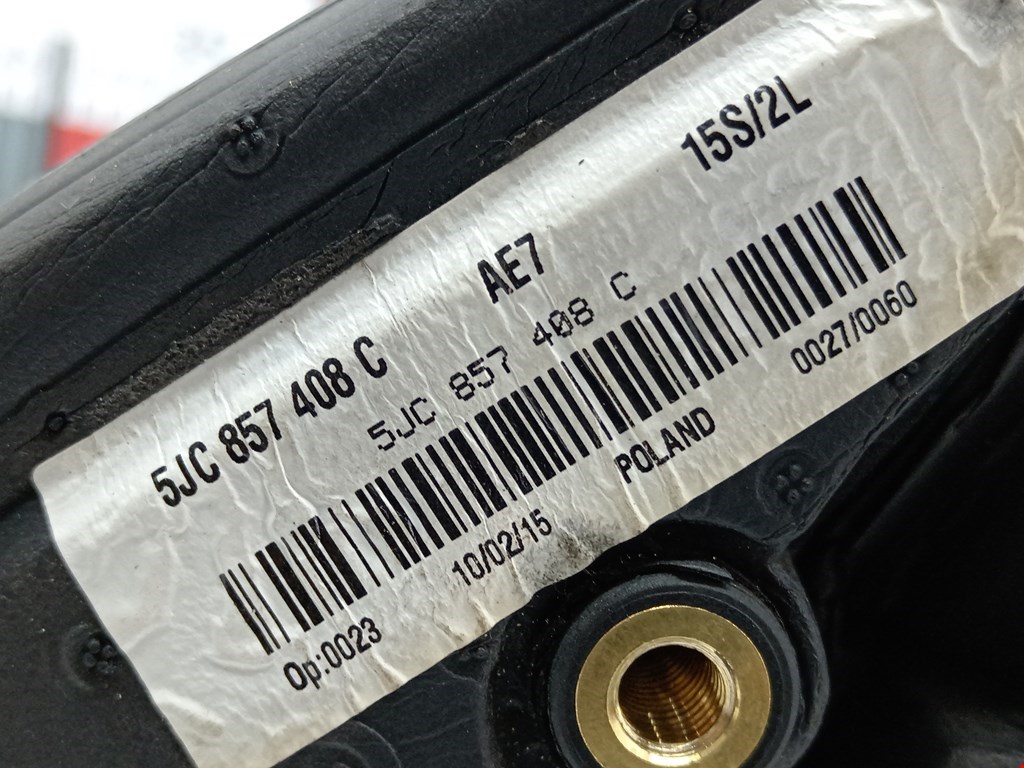 15S/2L
AE7
5JC 857 408 C
5JC 857 408 C
0027/0060
POLAND
10/02/15
Op:0023